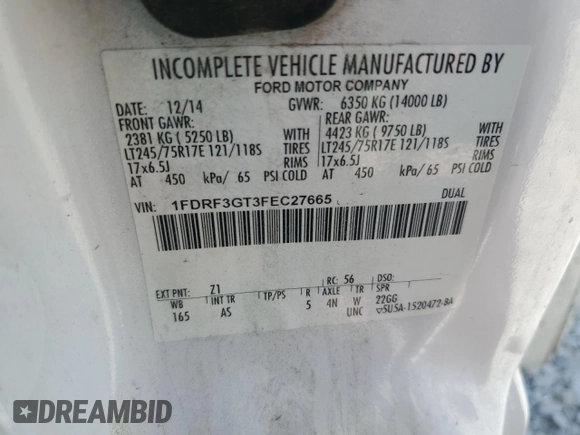 INCOMPLETE VEHICLE MANUFACTURED BY
FORD MOTOR COMPANY
DATE: 12/14 GVWR: 6350 KG (14000 LB)
FRONT GAWR: REAR GAWR:
2381 KG ( 5250 LB) WITH 4423 KG ( 9750 LB) WITH
LT245/75R17E 121/118S TIRES LT245/75R17E 121/118S TIRES
17x6.5J RIMS 17x6.5J RIMS
AT 450 kPa/ 65 PSI COLD AT 450 kPa/ 65 PSI COLD
VIN: 1FDRF3GT3FEC27665 DUAL
EXT PNT: Z1 RC: 56 DSO:
WB INT TR TP/PS R AXLE TR SPR
165 AS 5 4N W 22GG
UNC ▽5U5A-1520472-BA
DREAMBID